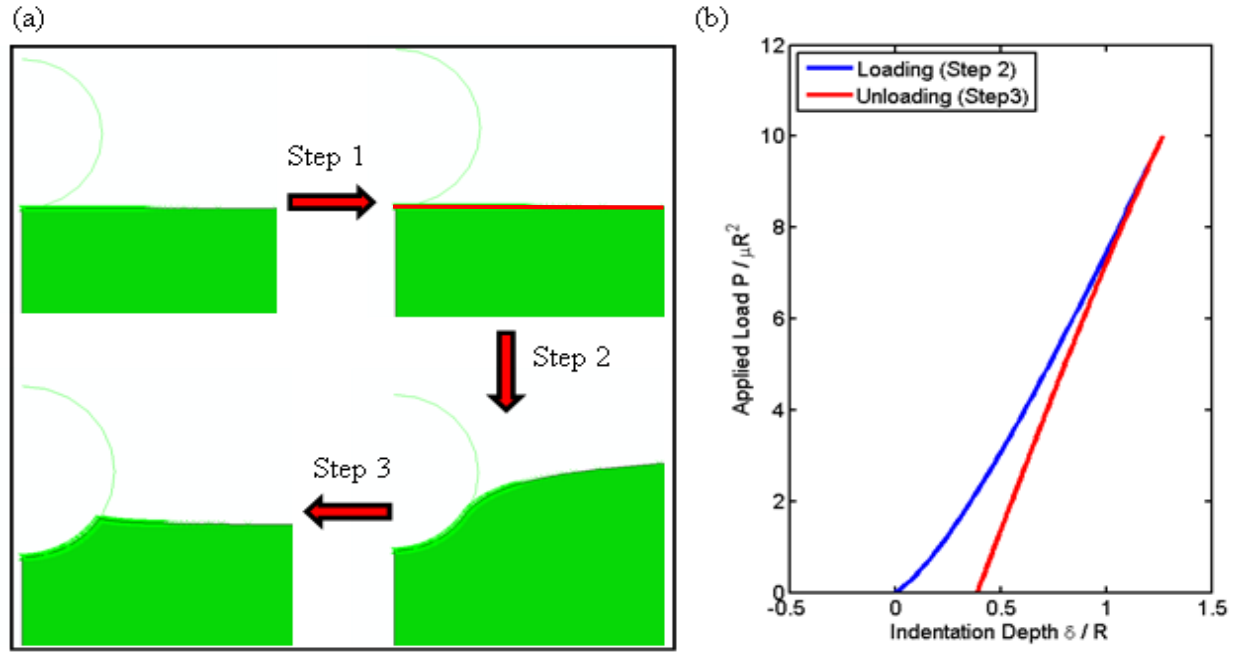 (a)
Step 1
Step 2
Step 3
(b)
12
10
8
6
4
2
0
-0.5
0
0.5
1
1.5
Applied Load P / μR²
Indentation Depth δ / R
Loading (Step 2)
Unloading (Step3)